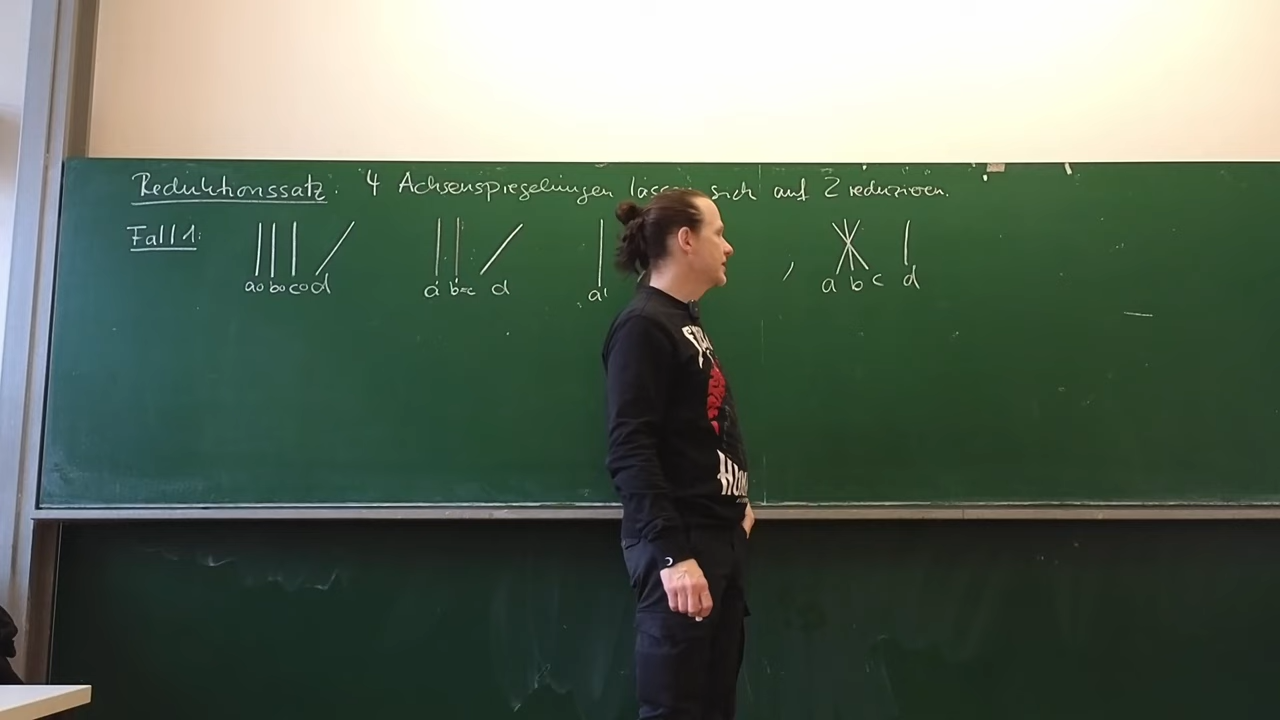 Reduktionssatz: 4 Achsenspiegelungen lassen sich auf 2 reduzieren.
Fall 1: a∘b∘c∘d a' b'=c d a' , a b c d